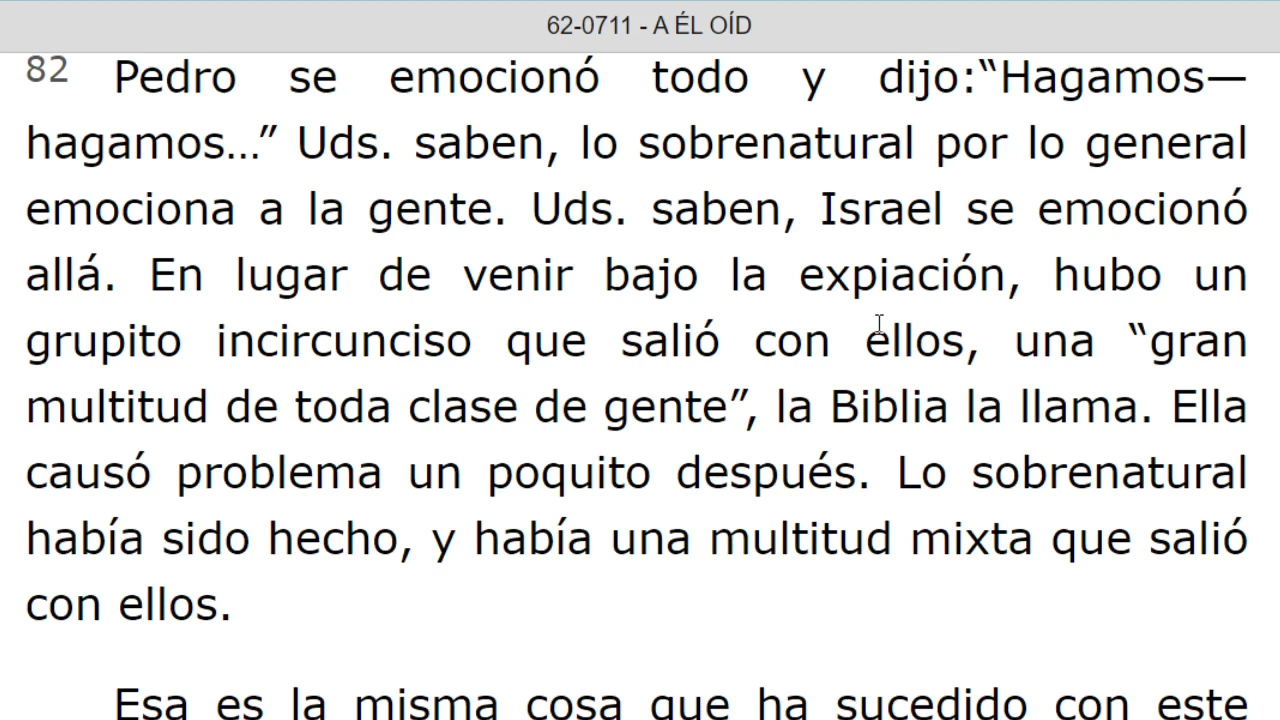 62-0711 - A ÉL OÍD
82 Pedro se emocionó todo y dijo:“Hagamos—
hagamos…” Uds. saben, lo sobrenatural por lo general
emociona a la gente. Uds. saben, Israel se emocionó
allá. En lugar de venir bajo la expiación, hubo un
grupito incircunciso que salió con ellos, una “gran
multitud de toda clase de gente”, la Biblia la llama. Ella
causó problema un poquito después. Lo sobrenatural
había sido hecho, y había una multitud mixta que salió
con ellos.
Esa es la misma cosa que ha sucedido con este